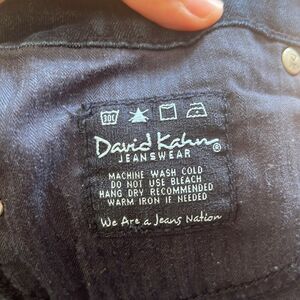 30C
David Kahn®
JEANSWEAR
MACHINE WASH COLD
DO NOT USE BLEACH
HANG DRY RECOMMENDED
WARM IRON IF NEEDED
We Are a Jeans Nation